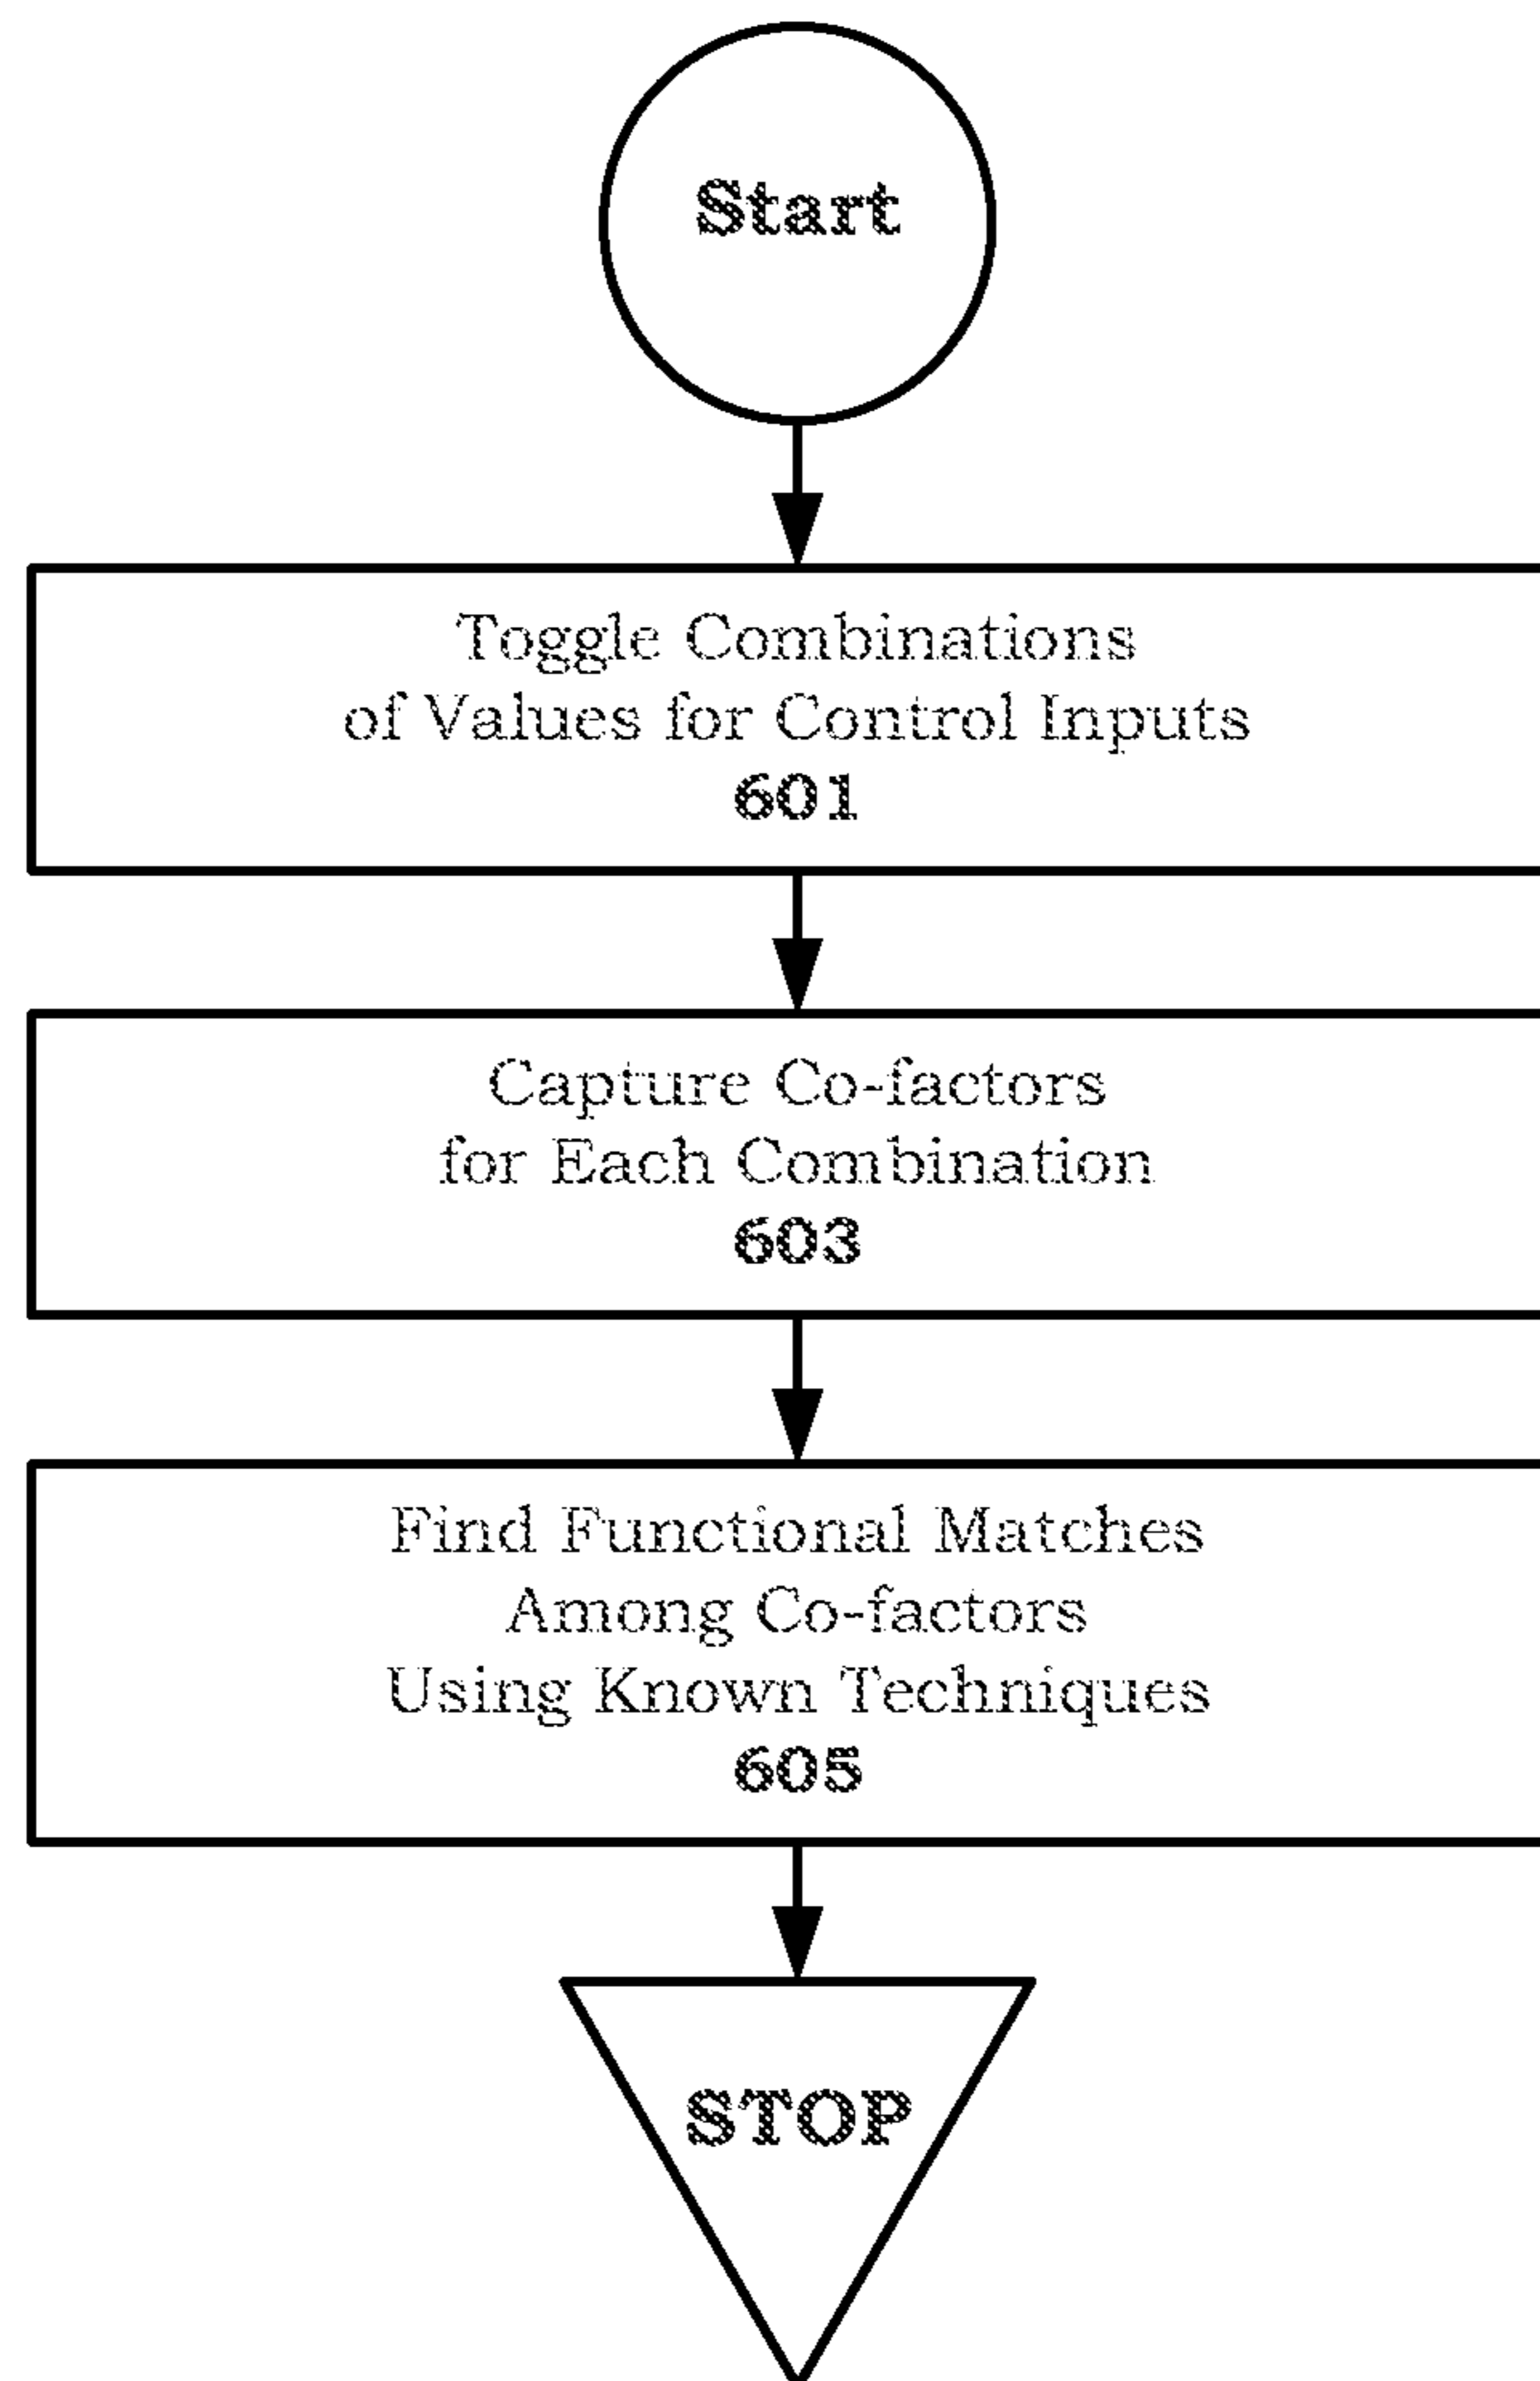 Start
Toggle Combinations
of Values for Control Inputs
601
Capture Co-factors
for Each Combination
603
Find Functional Matches
Among Co-factors
Using Known Techniques
605
STOP